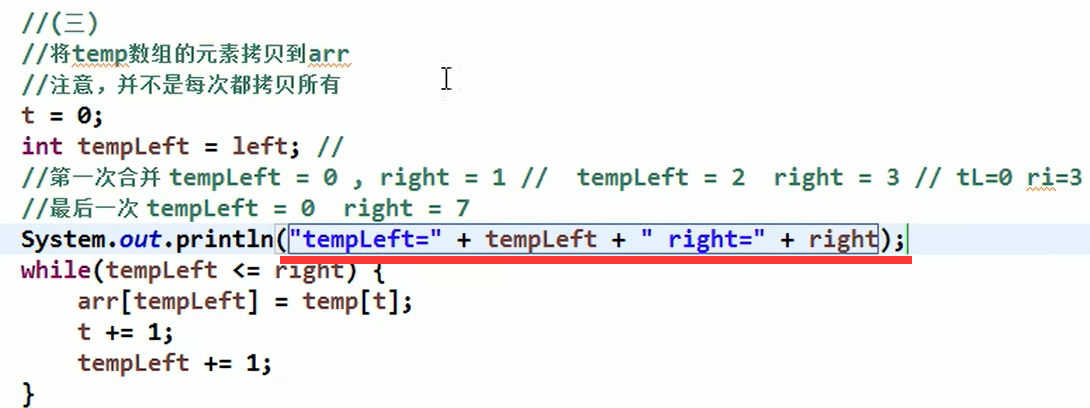 //(三)
//将temp数组的元素拷贝到arr
//注意，并不是每次都拷贝所有
t = 0;
int tempLeft = left; //
//第一次合并 tempLeft = 0 , right = 1 //  tempLeft = 2  right = 3 // tL=0 ri=3
//最后一次 tempLeft = 0  right = 7
System.out.println("tempLeft=" + tempLeft + " right=" + right);
while(tempLeft <= right) {
    arr[tempLeft] = temp[t];
    t += 1;
    tempLeft += 1;
}